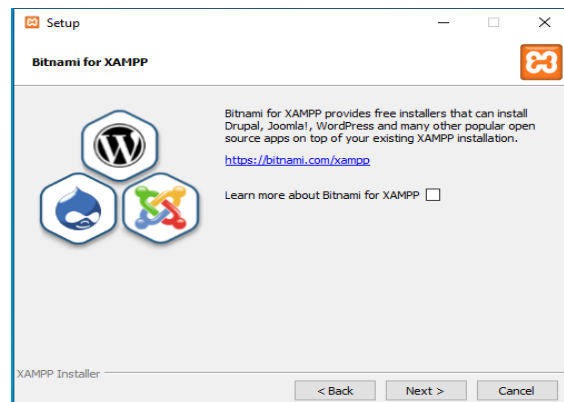 Setup
Bitnami for XAMPP
Bitnami for XAMPP provides free installers that can install
Drupal, Joomla!, WordPress and many other popular open
source apps on top of your existing XAMPP installation.
https://bitnami.com/xampp
Learn more about Bitnami for XAMPP
XAMPP Installer
< Back Next > Cancel